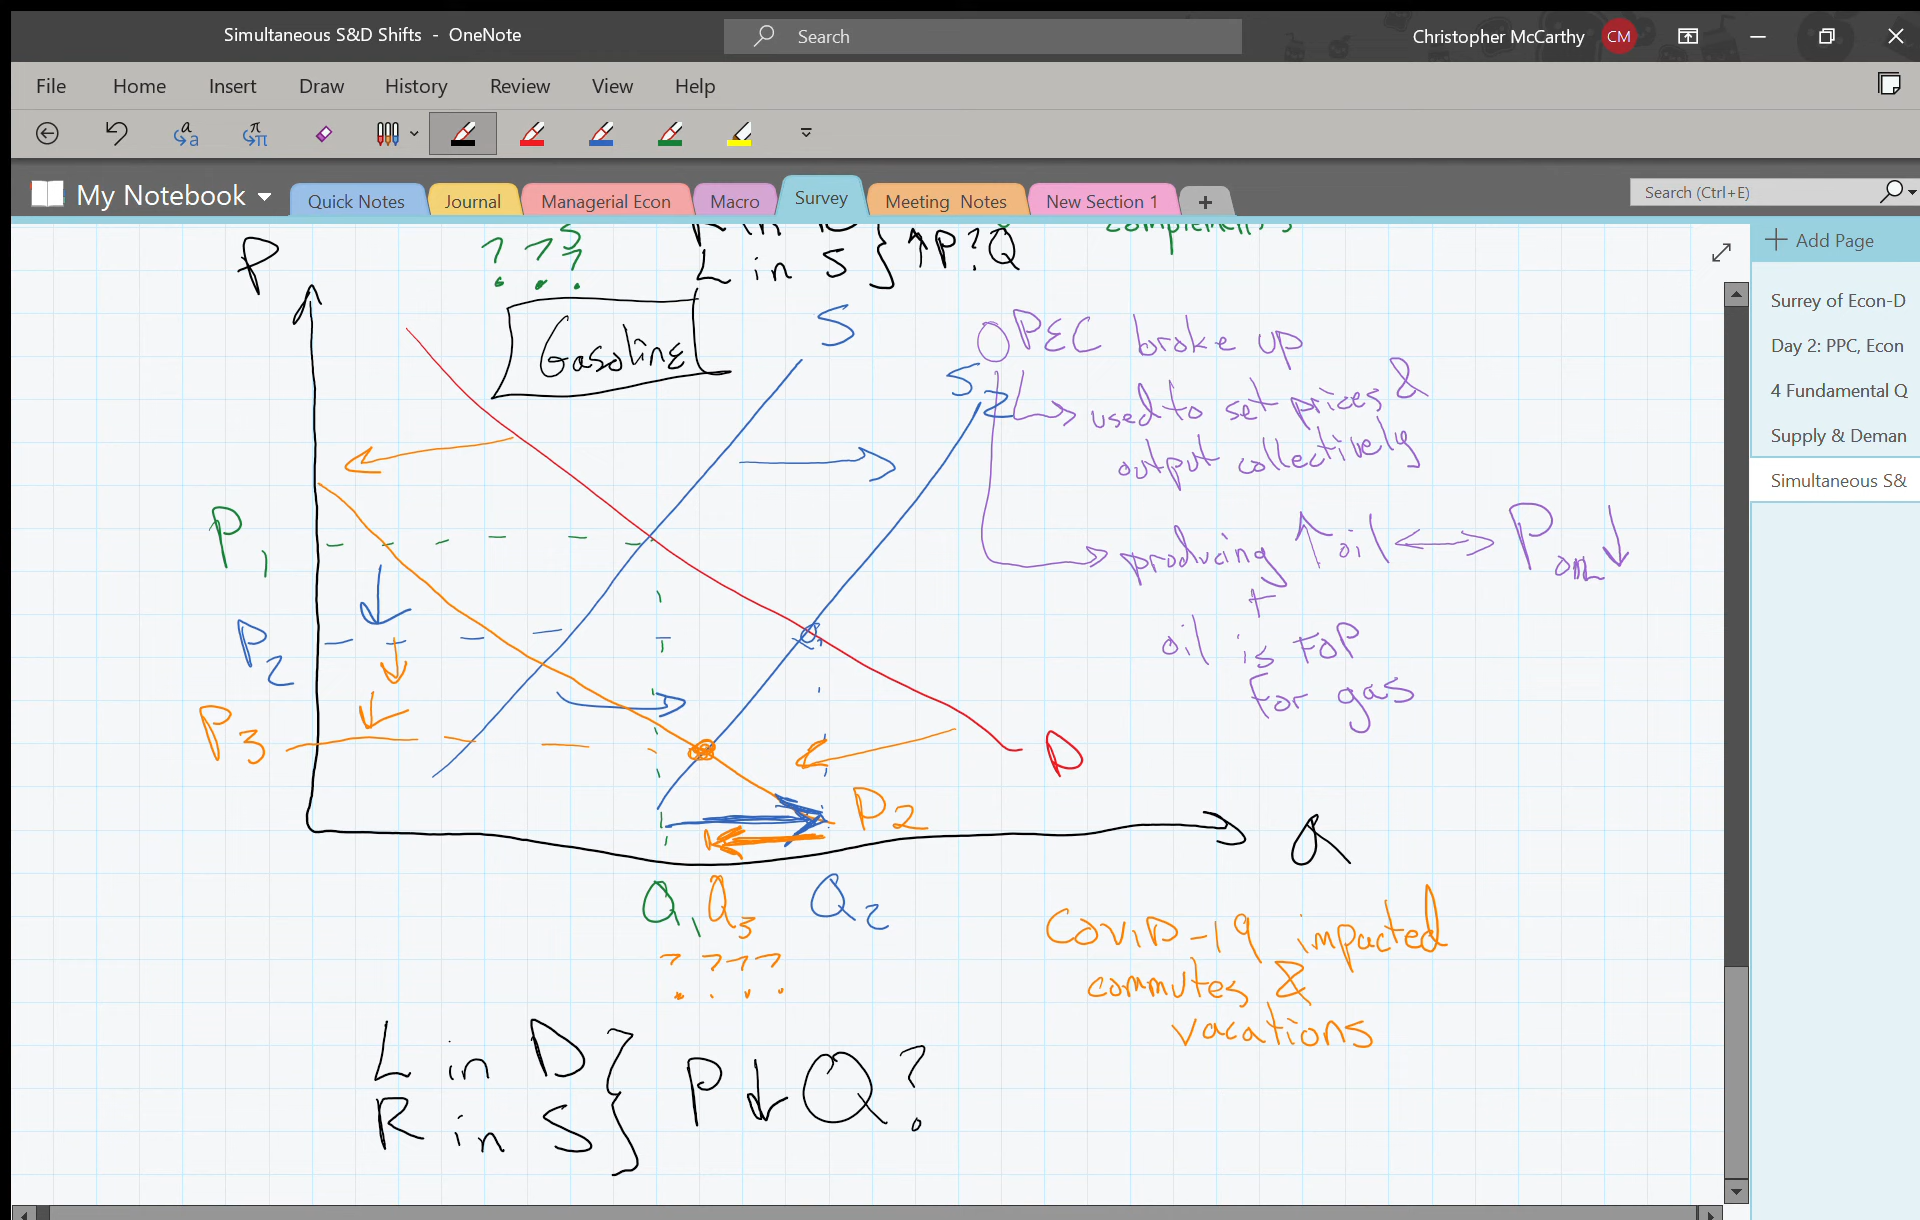 Simultaneous S&D Shifts - OneNote
Search
Christopher McCarthy CM
File Home Insert Draw History Review View Help
My Notebook
Quick Notes Journal Managerial Econ Macro Survey Meeting Notes New Section 1 +
Search (Ctrl+E)
Add Page
Surrey of Econ-D
Day 2: PPC, Econ
4 Fundamental Q
Supply & Deman
Simultaneous S&
complements
P
? ? ?
L in S } ↑P ? Q
Gasoline
S
S2
OPEC broke up
↳ used to set prices &
output collectively
→ producing ↑ oil ↔ P OIL ↓
+
oil is FOP
for gas
P1
P2
P3
D
P2
Q
Q1 Q3 Q2
? ? ? ?
COVID-19 impacted
commutes &
vacations
L in D }
R in S } P↓ Q?